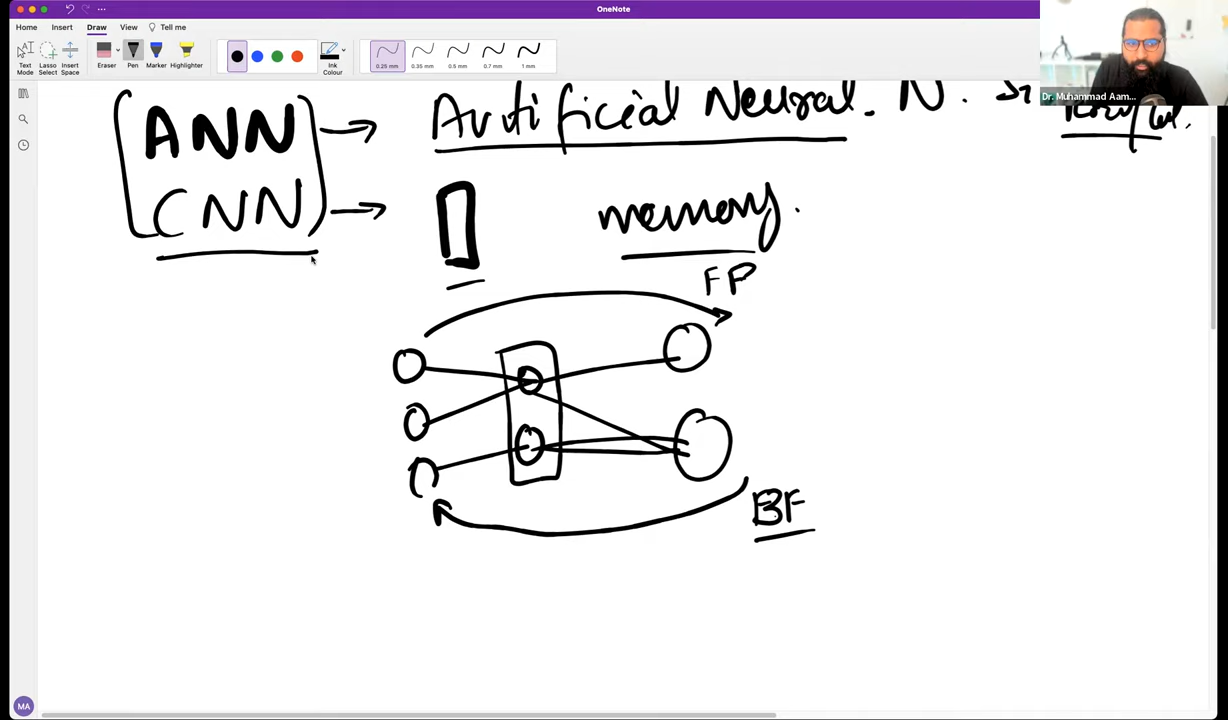 OneNote
Home Insert Draw View Tell me
Text Mode Lasso Select Insert Space Eraser Pen Marker Highlighter Ink Colour 0.25 mm 0.35 mm 0.5 mm 0.7 mm 1 mm
Dr. Muhammad Aam...
ANN Artificial Neural. N.
CNN memory.
FP
BF
MA